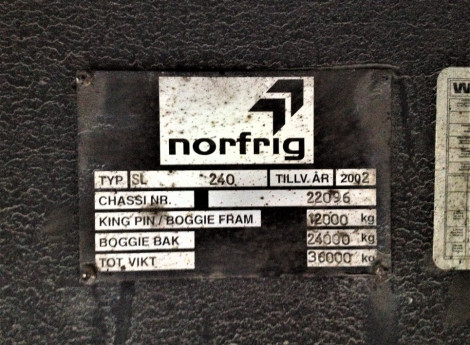 norfrig
TYP SL 240 TILLV. ÅR 2002
CHASSI NR. 22096
KING PIN / BOGGIE FRAM 12000 kg
BOGGIE BAK 24000 kg
TOT. VIKT 36000 kg
W